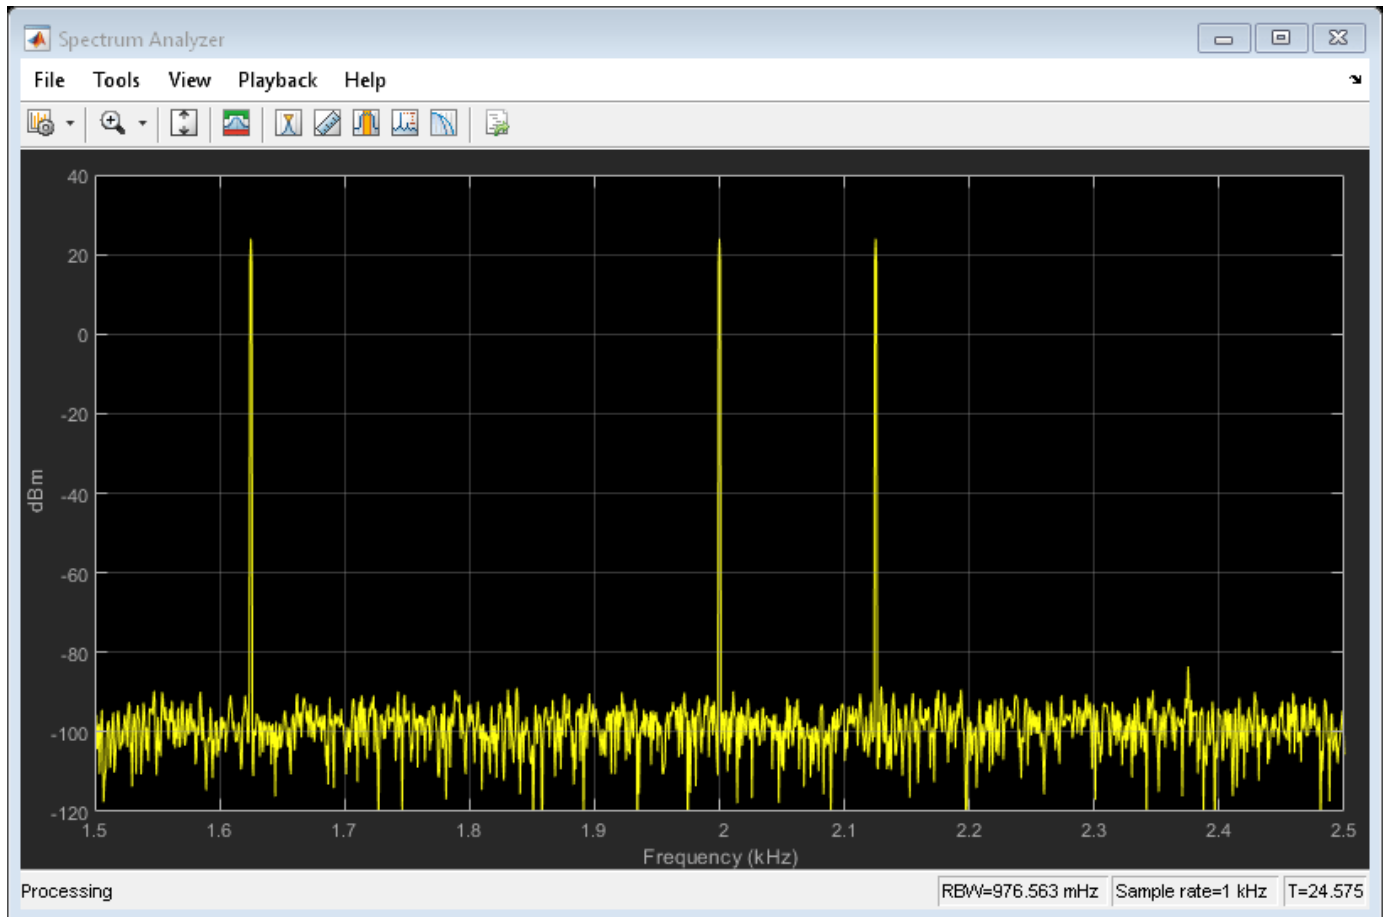 Spectrum Analyzer
File Tools View Playback Help
40
20
0
-20
-40
-60
-80
-100
-120
dBm
1.5 1.6 1.7 1.8 1.9 2 2.1 2.2 2.3 2.4 2.5
Frequency (kHz)
Processing RBW=976.563 mHz Sample rate=1 kHz T=24.575